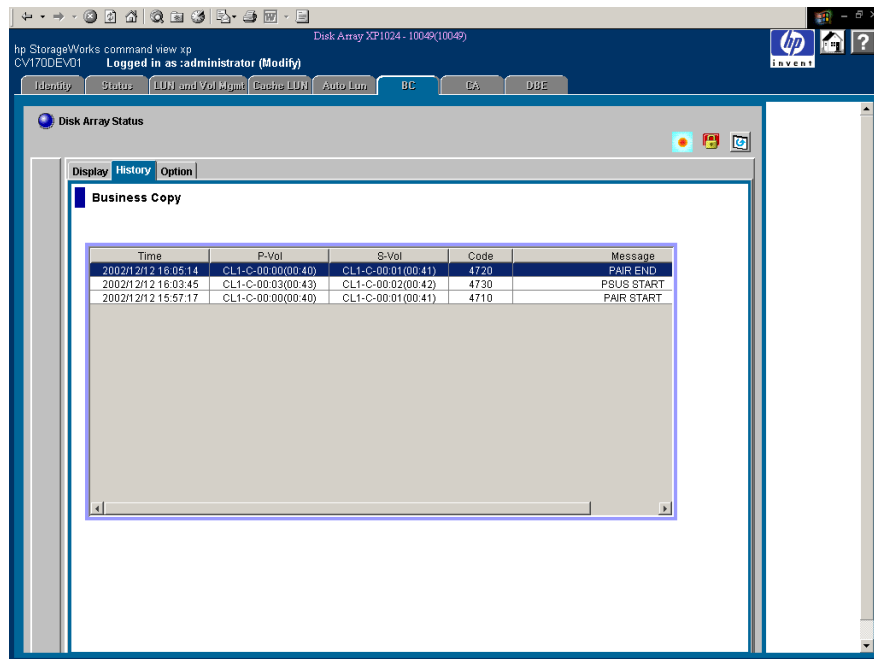 Disk Array XP1024 - 10049(10049)
hp StorageWorks command view xp
CV170DEV01 Logged in as :administrator (Modify)
hp
invent
?
Identity Status LUN and Vol Mgmt Cache LUN Auto Lun BC CA DBE
Disk Array Status
Display History Option
Business Copy
Time P-Vol S-Vol Code Message
2002/12/12 16:05:14 CL1-C-00:00(00:40) CL1-C-00:01(00:41) 4720 PAIR END
2002/12/12 16:03:45 CL1-C-00:03(00:43) CL1-C-00:02(00:42) 4730 PSUS START
2002/12/12 15:57:17 CL1-C-00:00(00:40) CL1-C-00:01(00:41) 4710 PAIR START